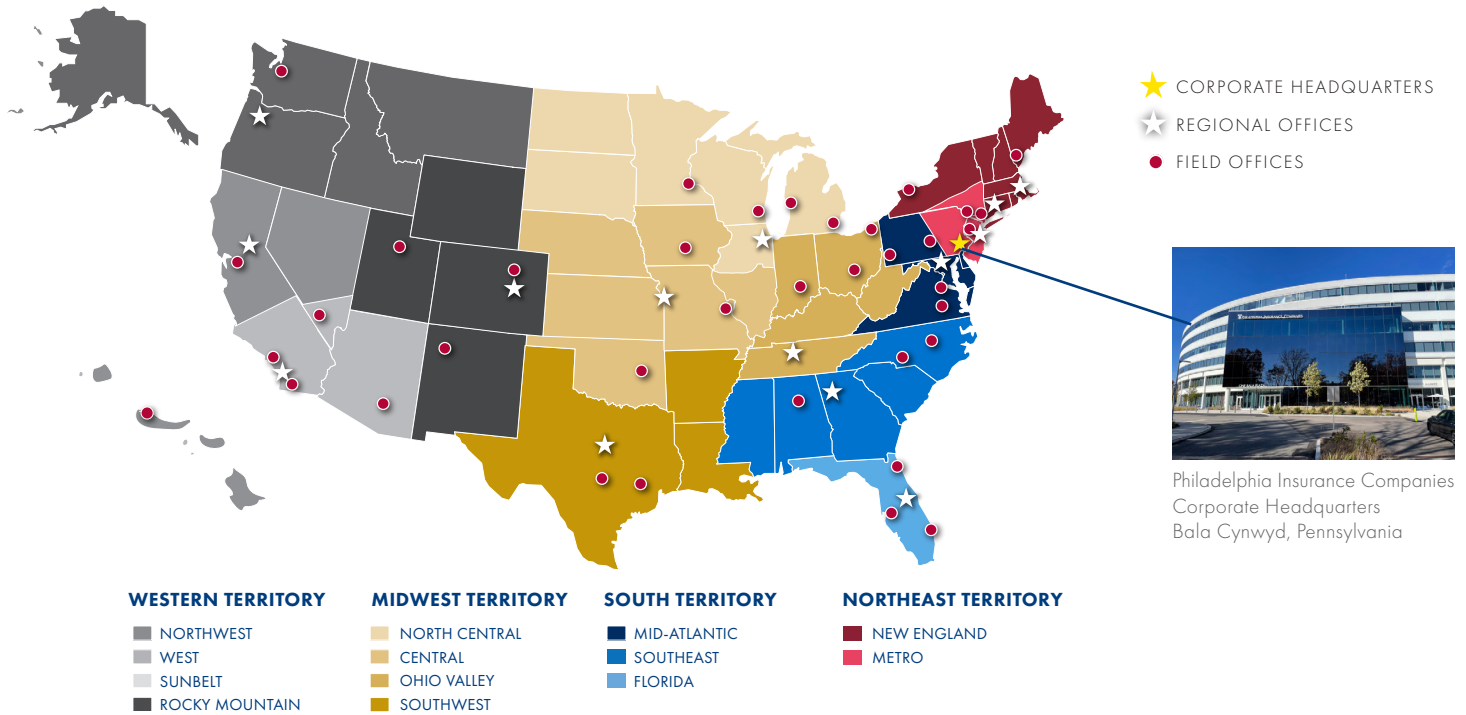 CORPORATE HEADQUARTERS
REGIONAL OFFICES
FIELD OFFICES
Philadelphia Insurance Companies
Corporate Headquarters
Bala Cynwyd, Pennsylvania
WESTERN TERRITORY
NORTHWEST
WEST
SUNBELT
ROCKY MOUNTAIN
MIDWEST TERRITORY
NORTH CENTRAL
CENTRAL
OHIO VALLEY
SOUTHWEST
SOUTH TERRITORY
MID-ATLANTIC
SOUTHEAST
FLORIDA
NORTHEAST TERRITORY
NEW ENGLAND
METRO